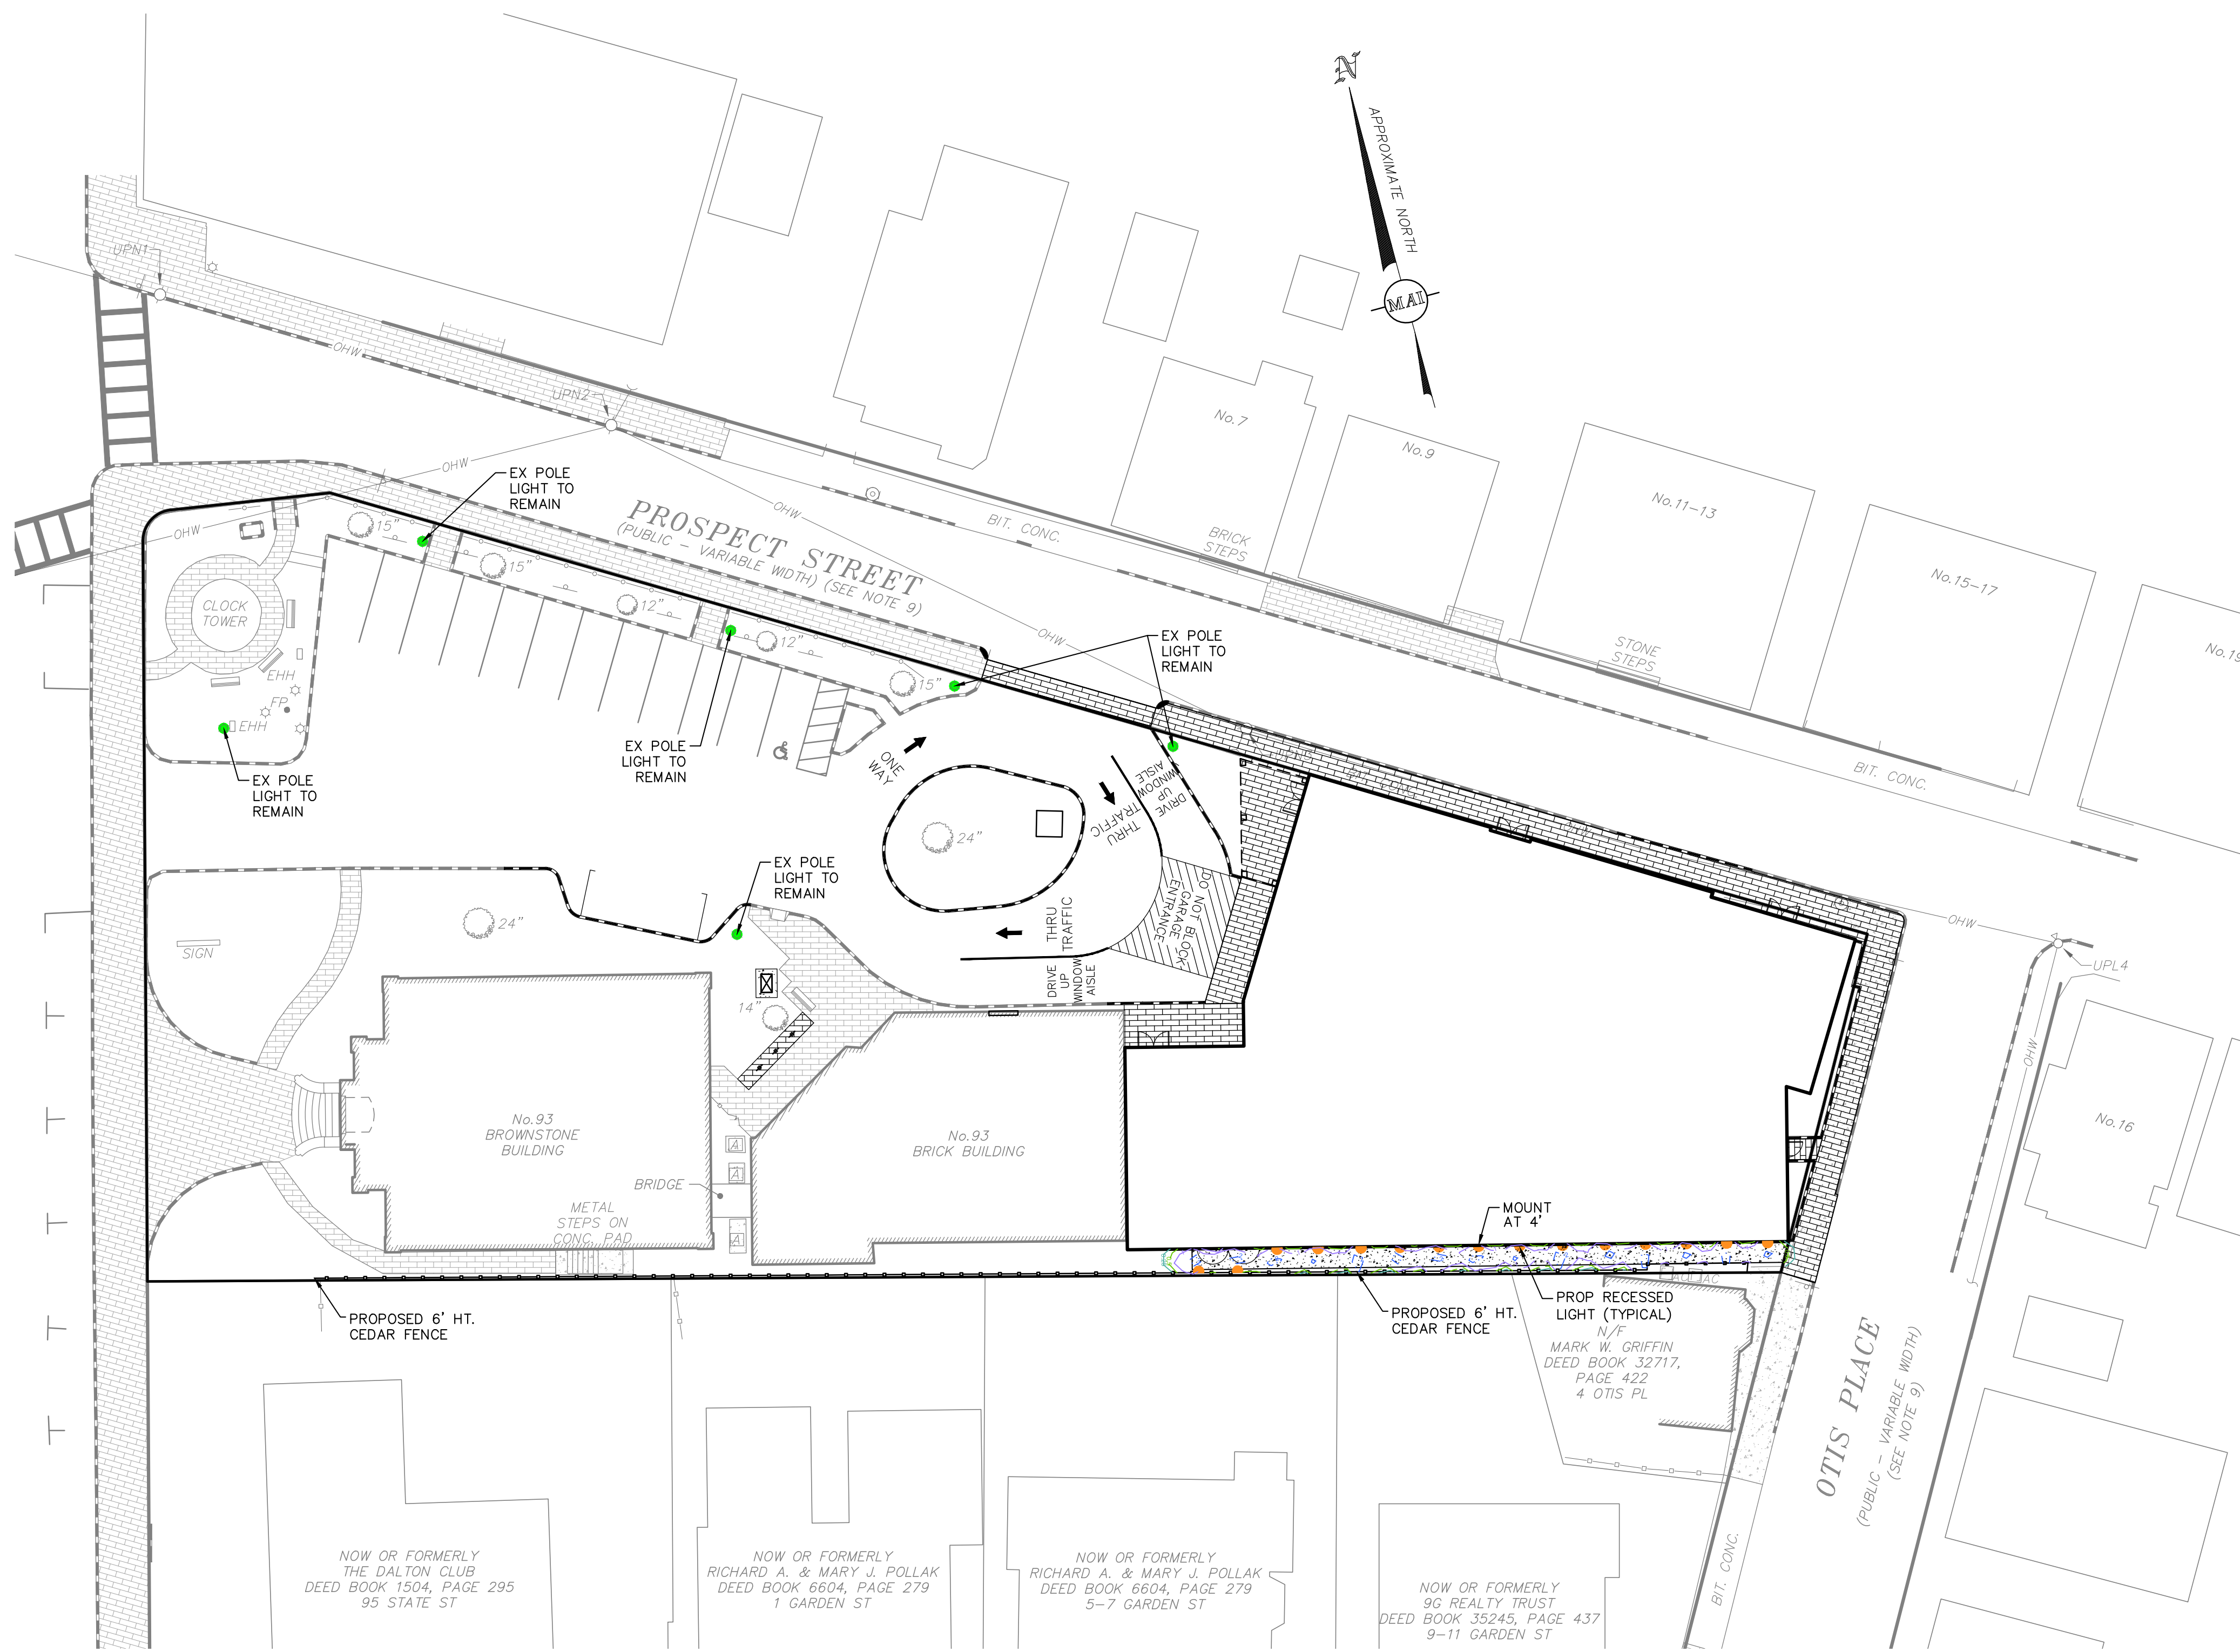 N
APPROXIMATE NORTH
MAI
UPN1
OHW
UPN2
OHW
OHW
No.7
No.9
No.11-13
No.15-17
No.19
EX POLE
LIGHT TO
REMAIN
PROSPECT STREET
(PUBLIC - VARIABLE WIDTH) (SEE NOTE 9)
OHW
OHW
BIT. CONC.
BRICK
STEPS
STONE
STEPS
BIT. CONC.
15"
15"
12"
12"
15"
CLOCK
TOWER
EHH
FP
EHH
EX POLE
LIGHT TO
REMAIN
EX POLE
LIGHT TO
REMAIN
EX POLE
LIGHT TO
REMAIN
ONE
WAY
THRU
TRAFFIC
DRIVE
UP
WINDOW
AISLE
24"
EX POLE
LIGHT TO
REMAIN
DO NOT BLOCK
GARAGE
ENTRANCE
THRU
TRAFFIC
DRIVE
UP
WINDOW
AISLE
24"
SIGN
14"
OHW
UPL4
OHW
No.16
No.93
BROWNSTONE
BUILDING
No.93
BRICK BUILDING
BRIDGE
A
A
A
METAL
STEPS ON
CONC. PAD
MOUNT
AT 4'
PROPOSED 6' HT.
CEDAR FENCE
PROPOSED 6' HT.
CEDAR FENCE
PROP RECESSED
LIGHT (TYPICAL)
AC
AC
N/F
MARK W. GRIFFIN
DEED BOOK 32717,
PAGE 422
4 OTIS PL
OTIS PLACE
(PUBLIC - VARIABLE WIDTH)
(SEE NOTE 9)
BIT. CONC.
NOW OR FORMERLY
THE DALTON CLUB
DEED BOOK 1504, PAGE 295
95 STATE ST
NOW OR FORMERLY
RICHARD A. & MARY J. POLLAK
DEED BOOK 6604, PAGE 279
1 GARDEN ST
NOW OR FORMERLY
RICHARD A. & MARY J. POLLAK
DEED BOOK 6604, PAGE 279
5-7 GARDEN ST
NOW OR FORMERLY
9G REALTY TRUST
DEED BOOK 35245, PAGE 437
9-11 GARDEN ST